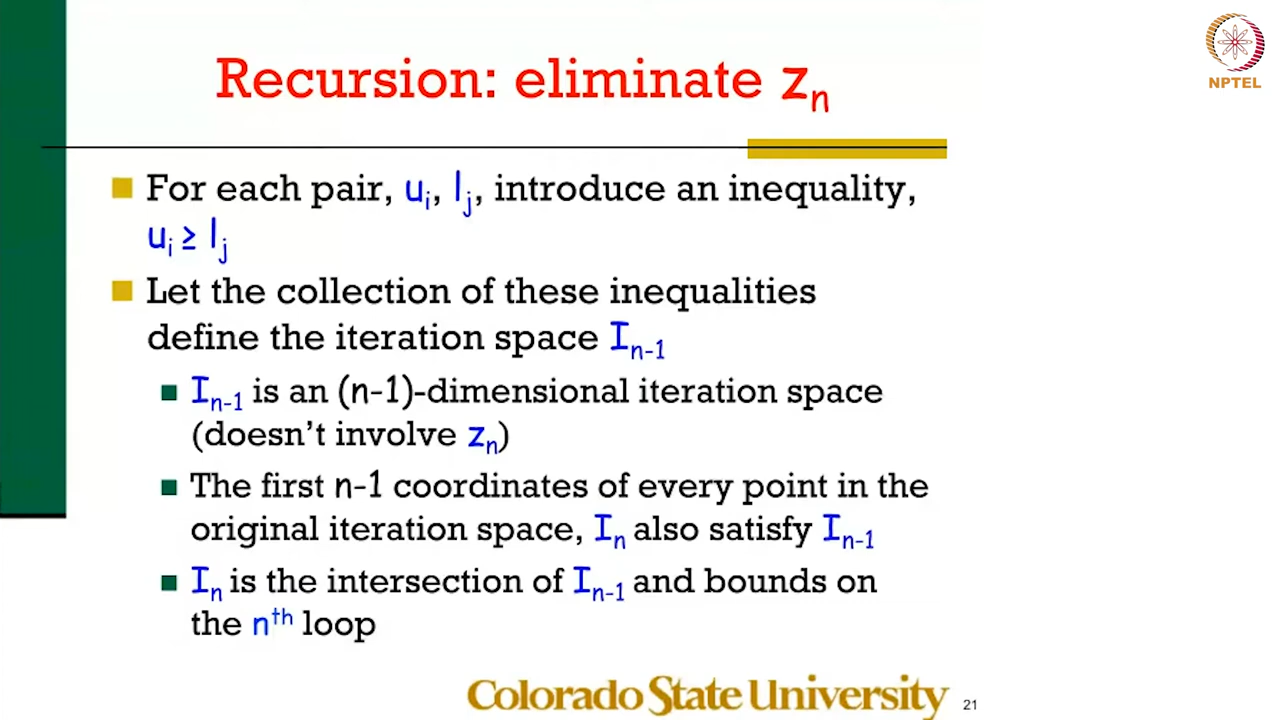 NPTEL
Recursion: eliminate zₙ
For each pair, uᵢ, lⱼ, introduce an inequality,
uᵢ ≥ lⱼ
Let the collection of these inequalities
define the iteration space Iₙ₋₁
Iₙ₋₁ is an (n-1)-dimensional iteration space
(doesn't involve zₙ)
The first n-1 coordinates of every point in the
original iteration space, Iₙ also satisfy Iₙ₋₁
Iₙ is the intersection of Iₙ₋₁ and bounds on
the nᵗʰ loop
Colorado State University
21